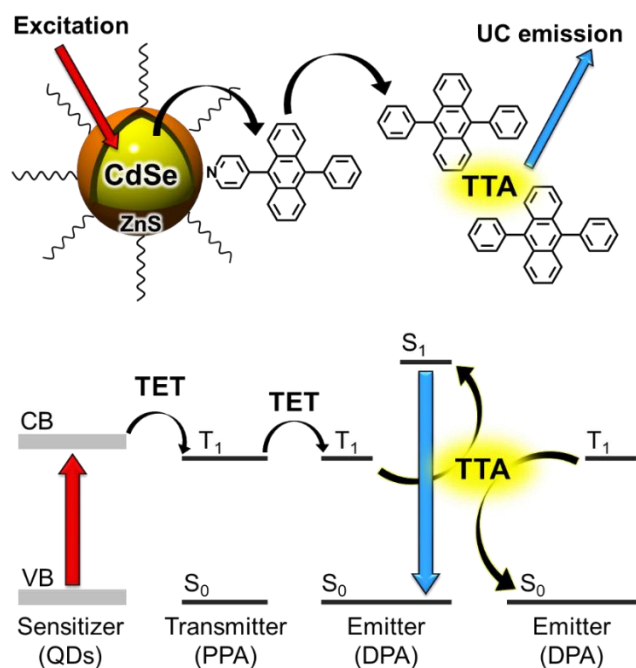 Excitation
UC emission
CdSe
ZnS
N
TTA
S1
TET
TET
CB
T1
T1
TTA
T1
VB
S0
S0
S0
Sensitizer
(QDs)
Transmitter
(PPA)
Emitter
(DPA)
Emitter
(DPA)